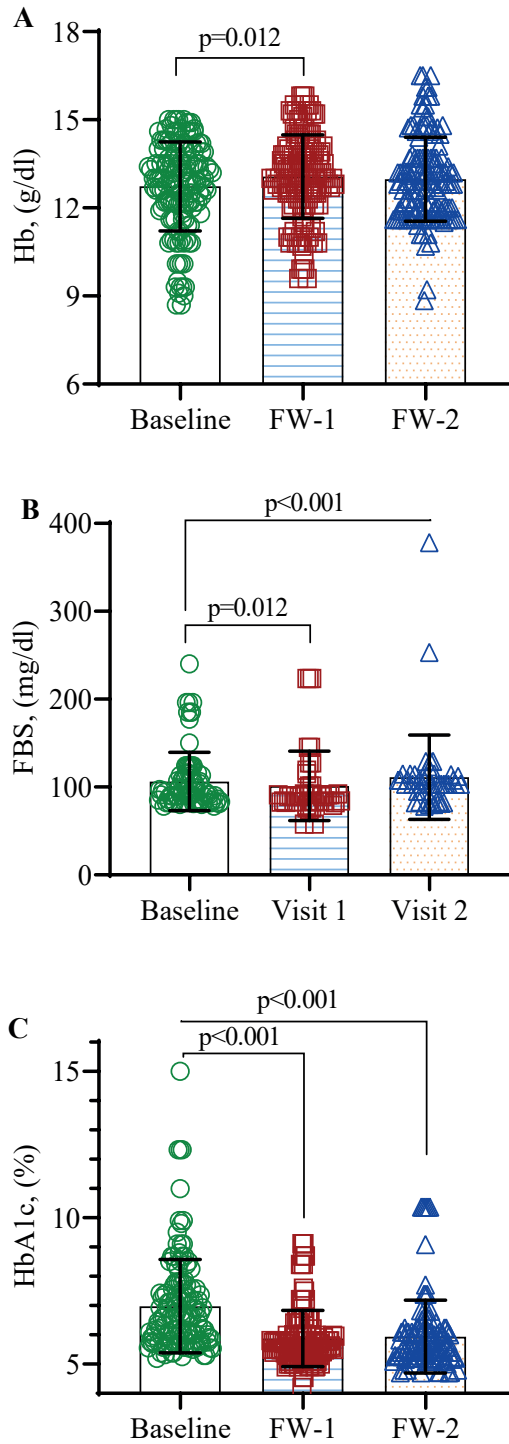 A
p=0.012
Hb, (g/dl)
18
15
12
9
6
Baseline FW-1 FW-2
B
p<0.001
p=0.012
FBS, (mg/dl)
400
300
200
100
0
Baseline Visit 1 Visit 2
C
p<0.001
p<0.001
HbA1c, (%)
15
10
5
Baseline FW-1 FW-2